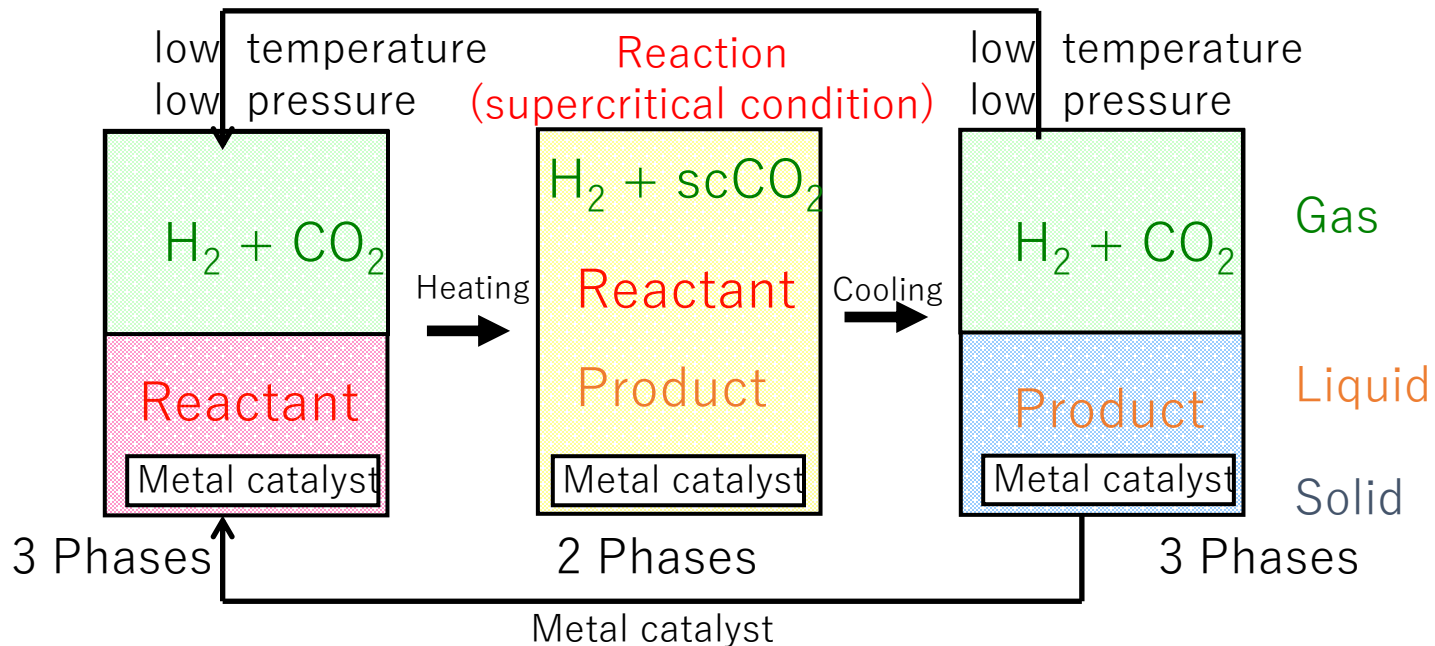 low temperature
low pressure
Reaction
(supercritical condition)
low temperature
low pressure
H₂ + CO₂
Reactant
Metal catalyst
3 Phases
Heating
H₂ + scCO₂
Reactant
Product
Metal catalyst
2 Phases
Cooling
H₂ + CO₂
Product
Metal catalyst
3 Phases
Gas
Liquid
Solid
Metal catalyst